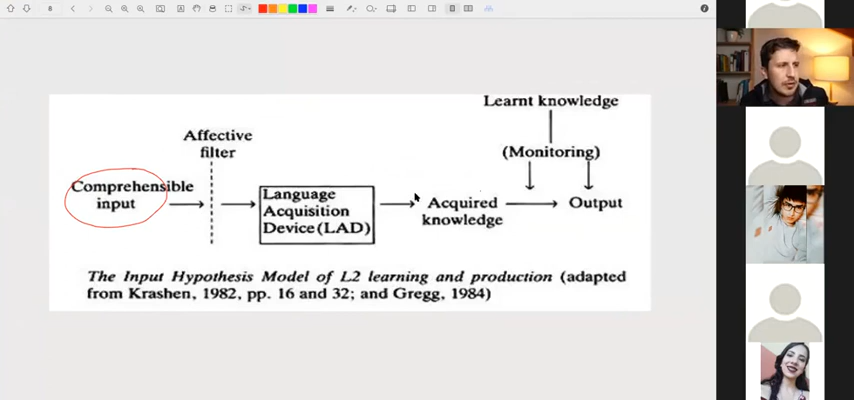 8
Learnt knowledge
Affective
filter
(Monitoring)
Comprehensible
input
Language
Acquisition
Device (LAD)
Acquired
knowledge
Output
The Input Hypothesis Model of L2 learning and production (adapted
from Krashen, 1982, pp. 16 and 32; and Gregg, 1984)